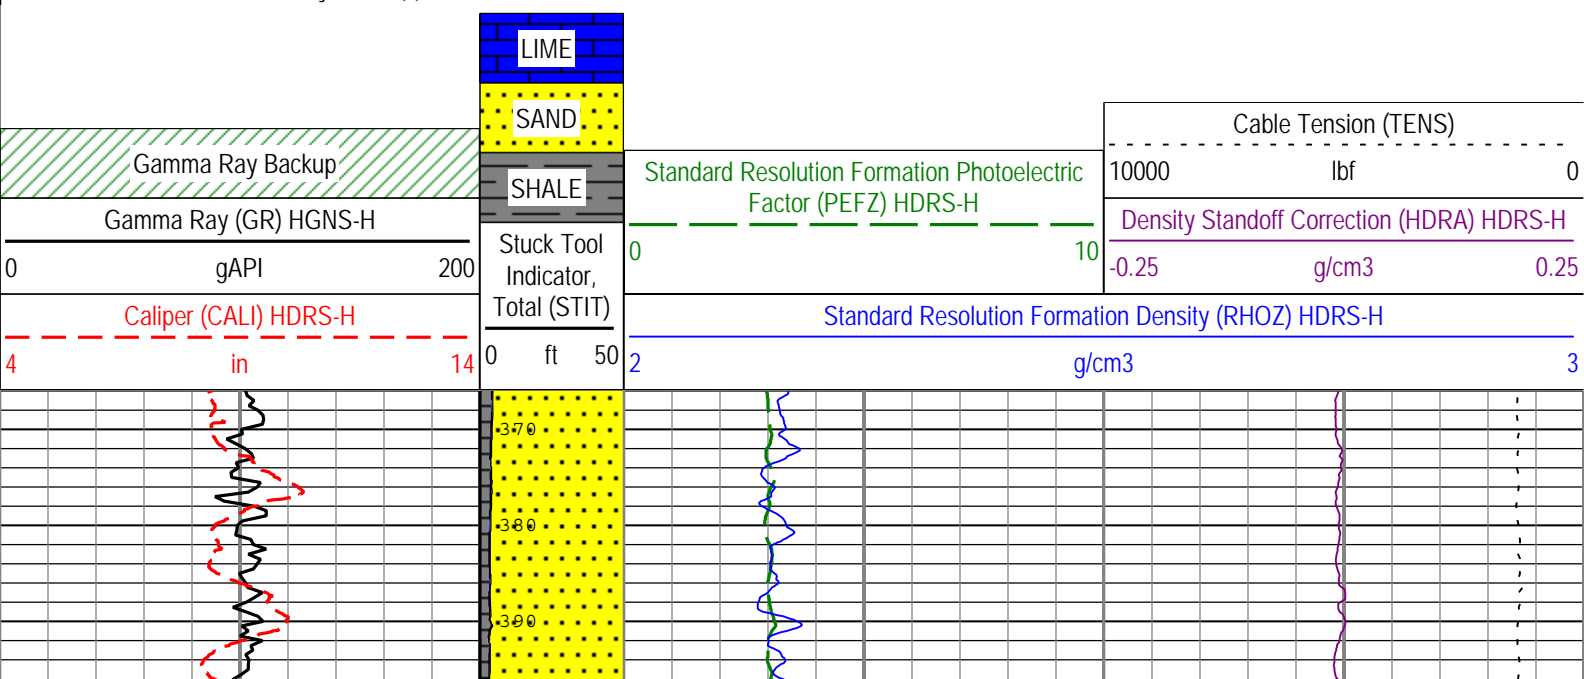 LIME
SAND
SHALE
Gamma Ray Backup
Gamma Ray (GR) HGNS-H
0 gAPI 200
Caliper (CALI) HDRS-H
4 in 14
Stuck Tool
Indicator,
Total (STIT)
0 ft 50
Standard Resolution Formation Photoelectric
Factor (PEFZ) HDRS-H
0 10
Cable Tension (TENS)
10000 lbf 0
Density Standoff Correction (HDRA) HDRS-H
-0.25 g/cm3 0.25
Standard Resolution Formation Density (RHOZ) HDRS-H
2 g/cm3 3
370
380
390